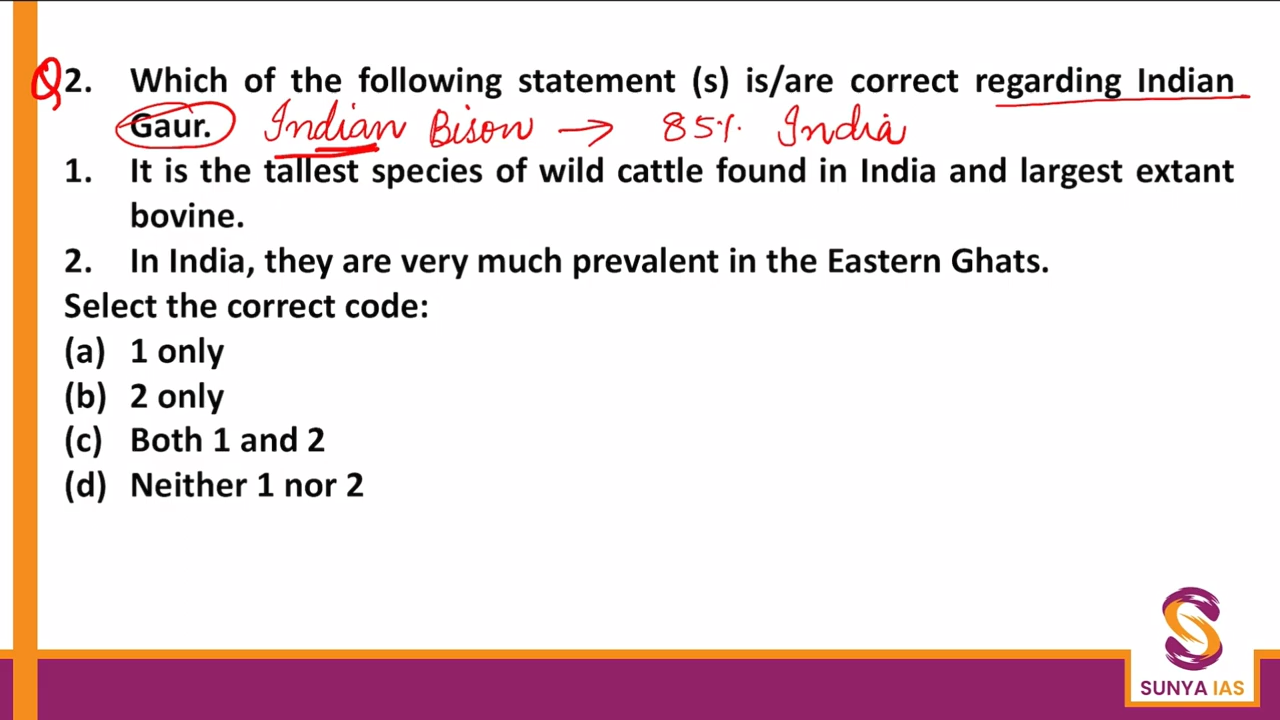 Q2. Which of the following statement (s) is/are correct regarding Indian
Gaur. Indian Bison → 85% India
1. It is the tallest species of wild cattle found in India and largest extant
bovine.
2. In India, they are very much prevalent in the Eastern Ghats.
Select the correct code:
(a) 1 only
(b) 2 only
(c) Both 1 and 2
(d) Neither 1 nor 2
SUNYA IAS